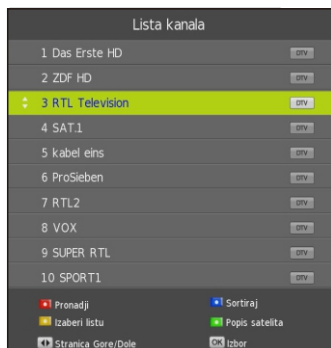 Lista kanala
1 Das Erste HD DTV
2 ZDF HD DTV
3 RTL Television DTV
4 SAT.1 DTV
5 kabel eins DTV
6 ProSieben DTV
7 RTL2 DTV
8 VOX DTV
9 SUPER RTL DTV
10 SPORT1 DTV
Pronadji Sortiraj
Izaberi listu Popis satelita
Stranica Gore/Dole OK Izbor